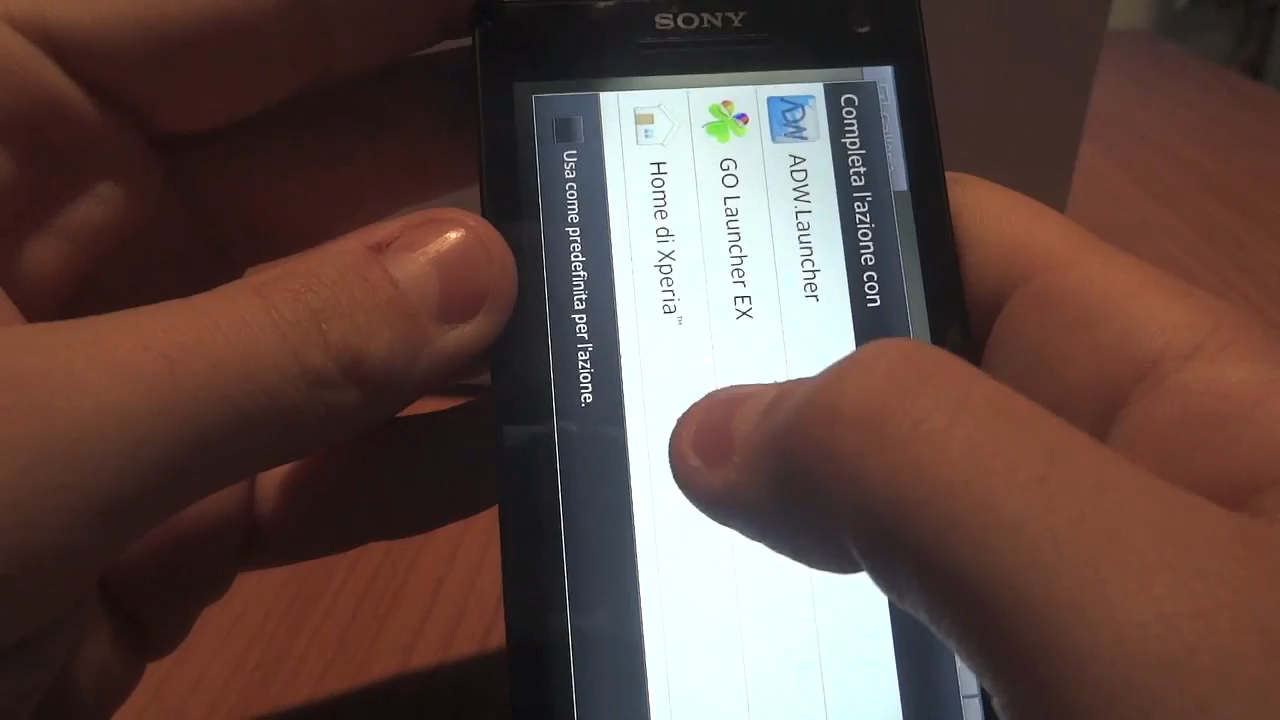 SONY
Completa l'azione con
ADW.Launcher
GO Launcher EX
Home di Xperia™
Usa come predefinita per l'azione.